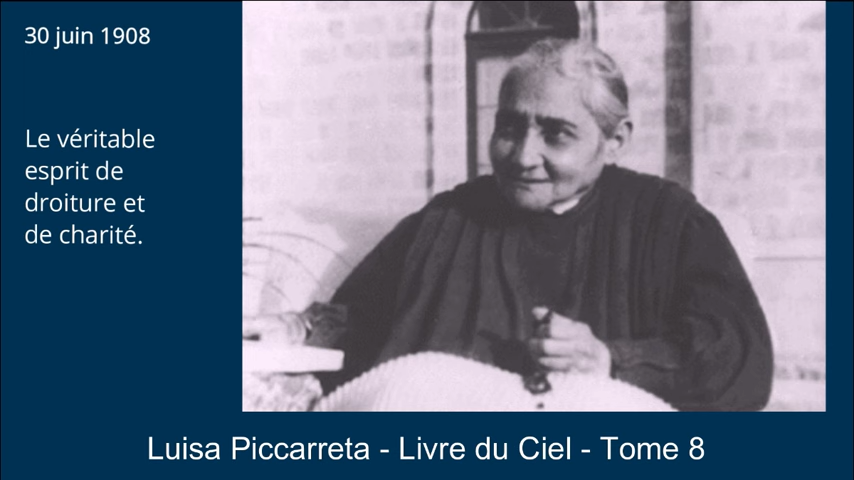 30 juin 1908
Le véritable
esprit de
droiture et
de charité.
Luisa Piccarreta - Livre du Ciel - Tome 8